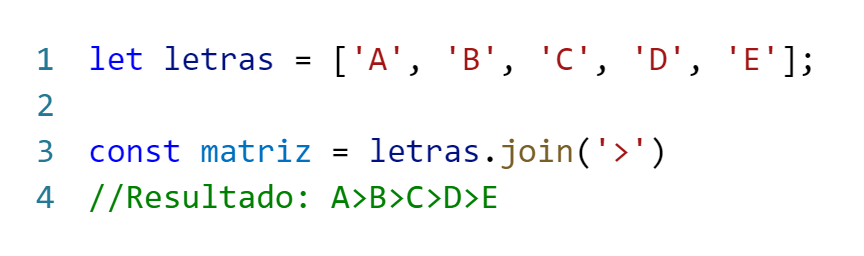 1 let letras = ['A', 'B', 'C', 'D', 'E'];
2
3 const matriz = letras.join('>')
4 //Resultado: A>B>C>D>E